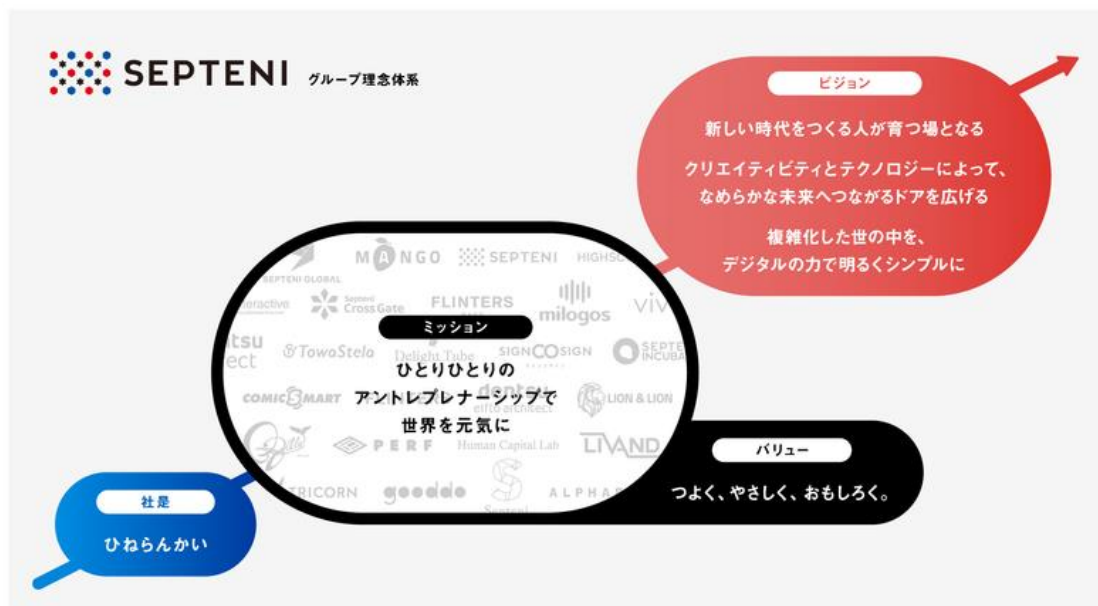 SEPTENI グループ理念体系
ビジョン
新しい時代をつくる人が育つ場となる
クリエイティビティとテクノロジーによって、
なめらかな未来へつながるドアを広げる
複雑化した世の中を、
デジタルの力で明るくシンプルに
MANGO SEPTENI
SEPTENI GLOBAL
Septeni CrossGate FLINTERS milogos
ミッション
TowaStela Delight Tube SIGNCOSIGN
ひとりひとりの
COMICSMART アントレプレナーシップで LION & LION
世界を元気に
PERF Human Capital Lab LIVAND
gooddo
Septeni
バリュー
つよく、やさしく、おもしろく。
社是
ひねらんかい